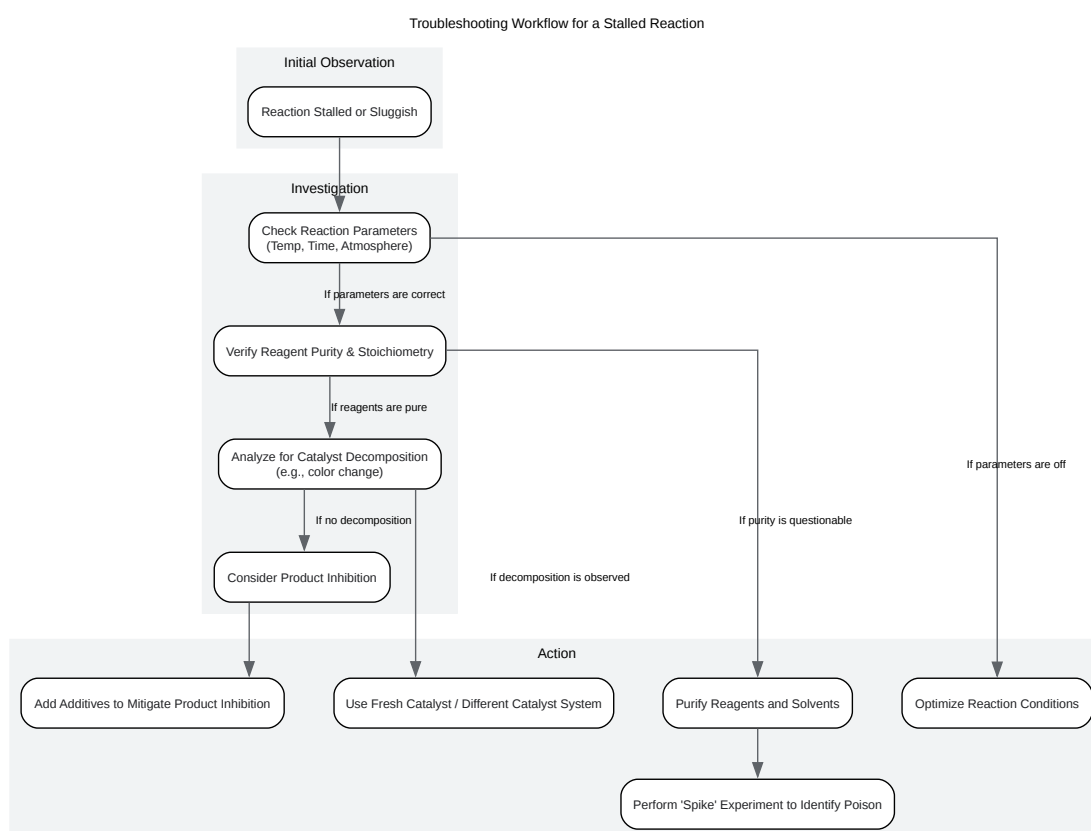 Troubleshooting Workflow for a Stalled Reaction
Initial Observation
Reaction Stalled or Sluggish
Investigation
Check Reaction Parameters
(Temp, Time, Atmosphere)
If parameters are correct
Verify Reagent Purity & Stoichiometry
If reagents are pure
Analyze for Catalyst Decomposition
(e.g., color change)
If parameters are off
If no decomposition
If purity is questionable
Consider Product Inhibition
If decomposition is observed
Action
Add Additives to Mitigate Product Inhibition
Use Fresh Catalyst / Different Catalyst System
Purify Reagents and Solvents
Optimize Reaction Conditions
Perform 'Spike' Experiment to Identify Poison